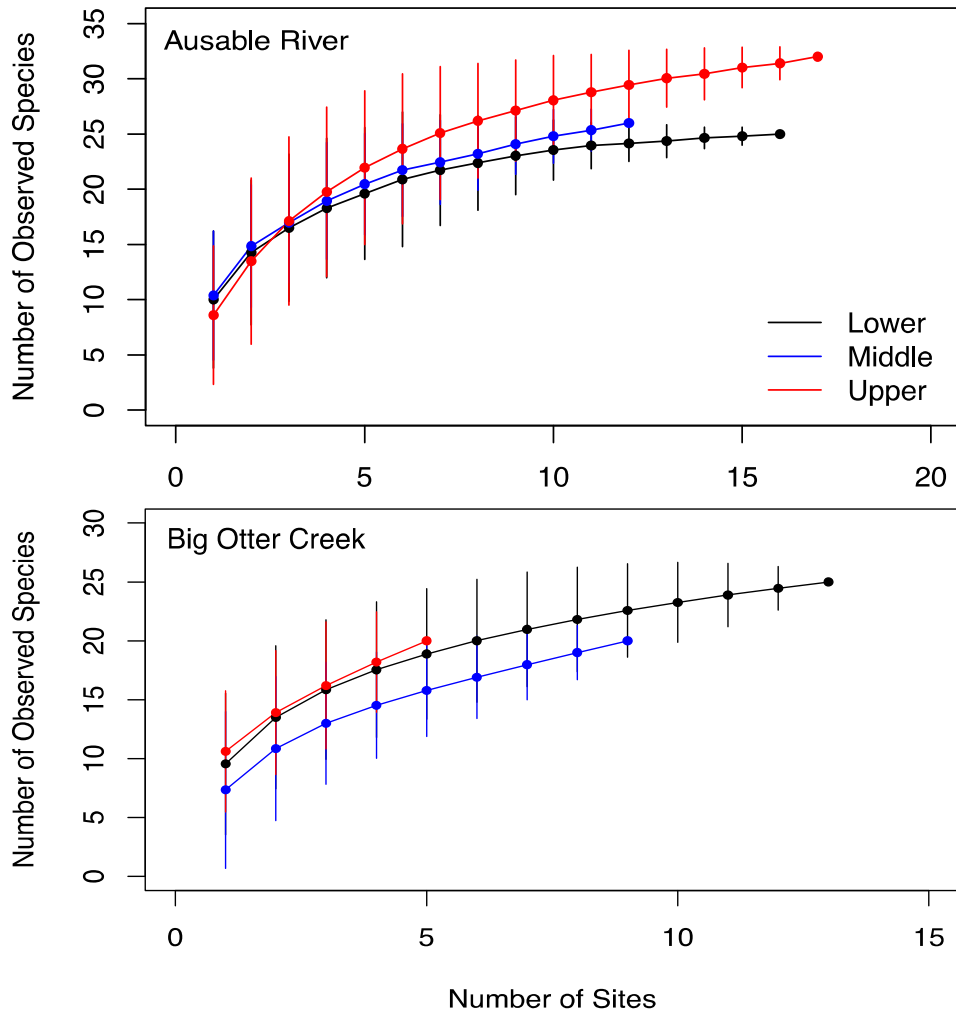 Number of Observed Species
35
30
25
20
15
10
5
0
Ausable River
Lower
Middle
Upper
0 5 10 15 20
Number of Observed Species
30
25
20
15
10
5
0
Big Otter Creek
0 5 10 15
Number of Sites